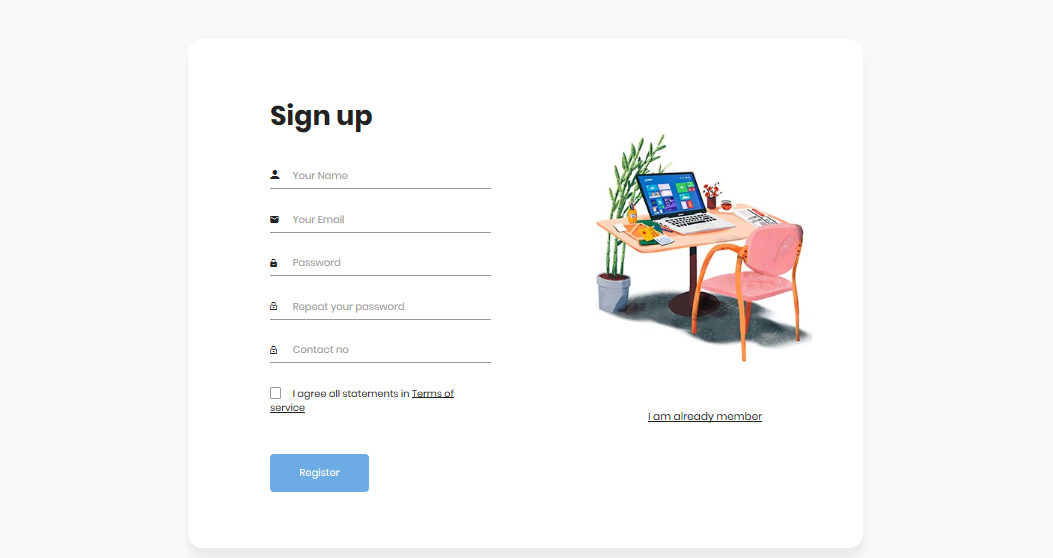 Sign up
Your Name
Your Email
Password
Repeat your password
Contact no
I agree all statements in Terms of
service
Register
I am already member